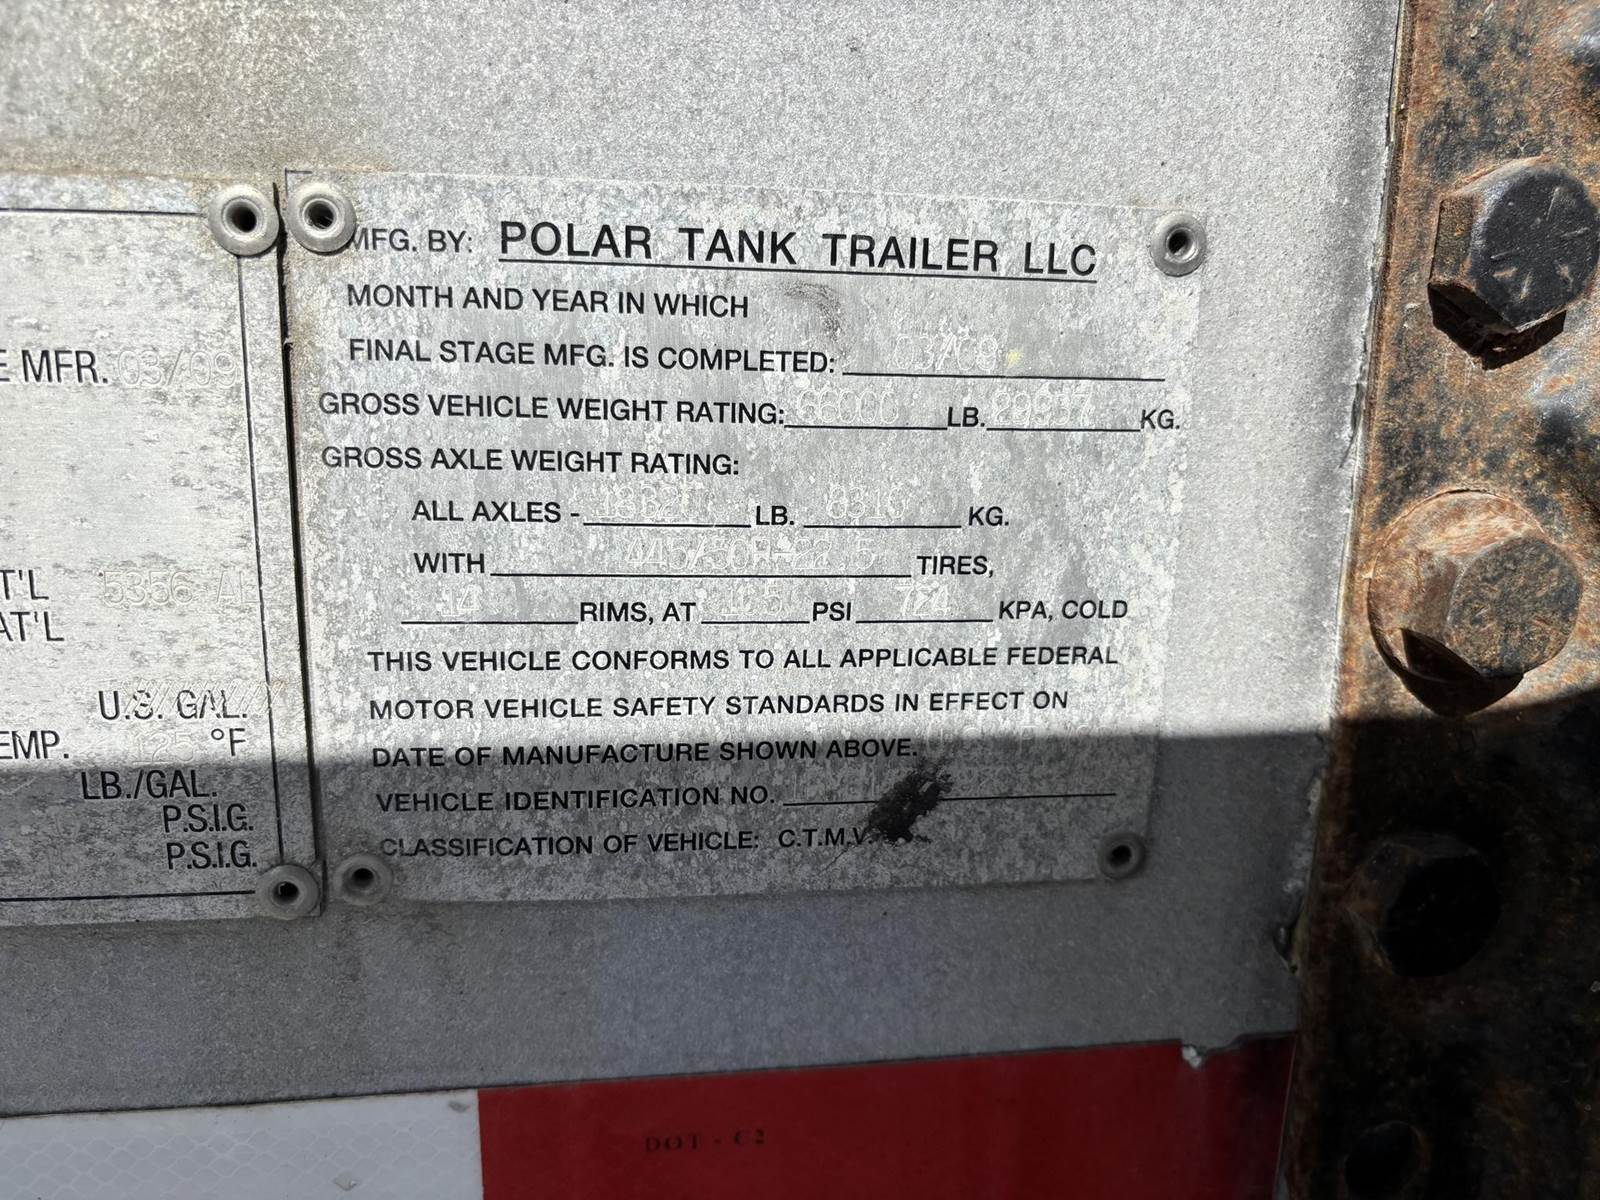 MFG. BY: POLAR TANK TRAILER LLC
MONTH AND YEAR IN WHICH
FINAL STAGE MFG. IS COMPLETED: 03/09
GROSS VEHICLE WEIGHT RATING: 66000 LB. KG.
GROSS AXLE WEIGHT RATING:
ALL AXLES - LB. KG.
WITH TIRES,
14 RIMS, AT PSI 724 KPA, COLD
THIS VEHICLE CONFORMS TO ALL APPLICABLE FEDERAL
MOTOR VEHICLE SAFETY STANDARDS IN EFFECT ON
DATE OF MANUFACTURE SHOWN ABOVE.
VEHICLE IDENTIFICATION NO.
CLASSIFICATION OF VEHICLE: C.T.M.V.
E MFR. 03/09
T'L 5356 AL
AT'L
U.S. GAL.
EMP. 125 °F
LB./GAL.
P.S.I.G.
P.S.I.G.
DOT - C2